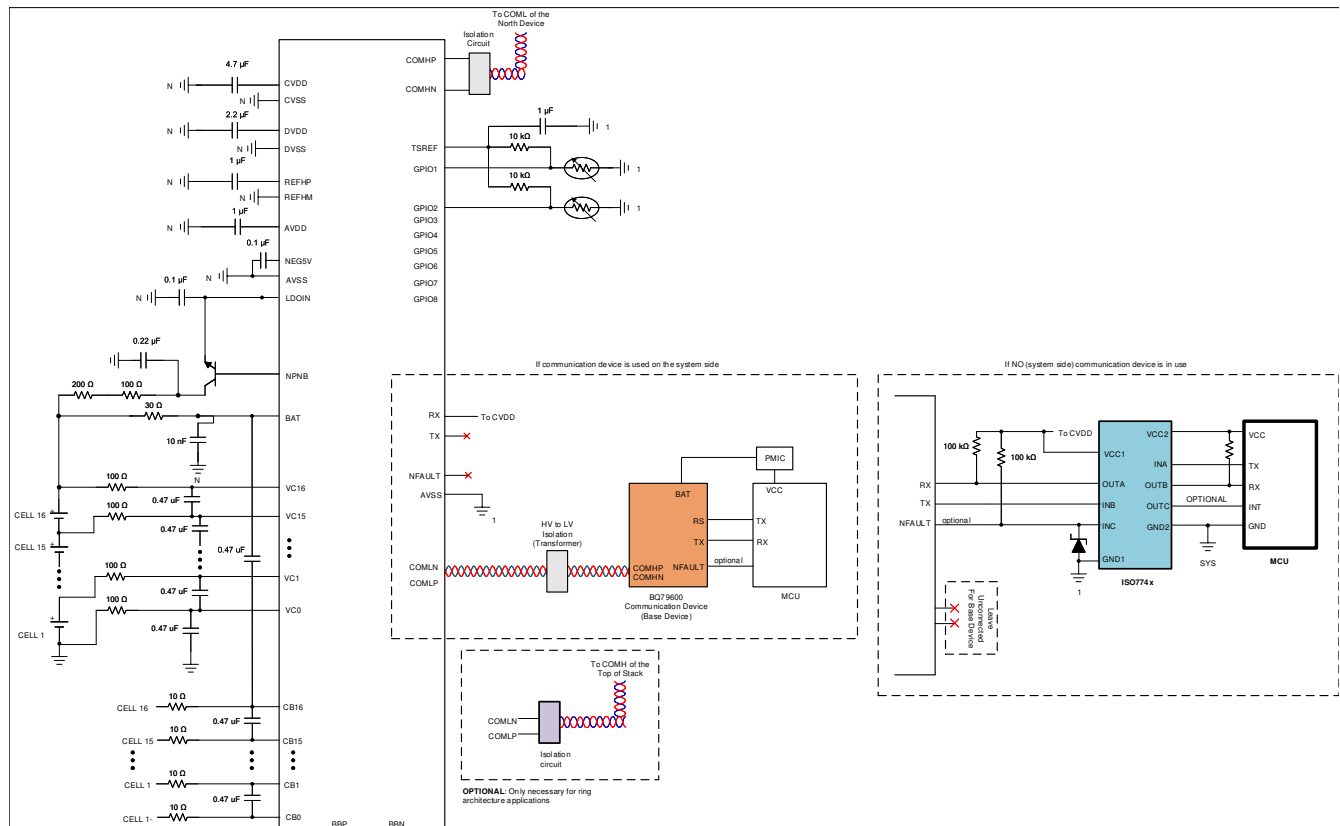 To COML of the
North Device
Isolation
Circuit
COMHP
COMHN
4.7 µF
N
CVDD
N
CVSS
2.2 µF
N
DVDD
N
DVSS
1 µF
N
REFHP
N
REFHM
1 µF
N
AVDD
0.1 µF
NEG5V
N
AVSS
0.1 µF
N
LDOIN
0.22 µF
NPNB
200 Ω
100 Ω
30 Ω
BAT
10 nF
N
100 Ω
VC16
0.47 uF
CELL 16
+
100 Ω
VC15
0.47 uF
CELL 15
+
0.47 uF
100 Ω
VC1
0.47 uF
+
100 Ω
VC0
CELL 1
0.47 uF
CELL 16
10 Ω
CB16
0.47 uF
CELL 15
10 Ω
CB15
CELL 1
10 Ω
CB1
0.47 uF
CELL 1-
10 Ω
CB0
BBP
BBN
1 µF
1
TSREF
10 kΩ
GPIO1
1
10 kΩ
GPIO2
1
GPIO3
GPIO4
GPIO5
GPIO6
GPIO7
GPIO8
If communication device is used on the system side
RX
To CVDD
TX
NFAULT
AVSS
1
PMIC
BAT
VCC
RS
TX
TX
RX
NFAULT
optional
HV to LV
Isolation
(Transformer)
COMLN
COMLP
COMHP
COMHN
BQ79600
Communication Device
(Base Device)
MCU
To COMH of the
Top of Stack
COMLN
COMLP
Isolation
circuit
OPTIONAL: Only necessary for ring
architecture applications
If NO (system side) communication device is in use
100 kΩ
100 kΩ
To CVDD
VCC1
VCC2
VCC
RX
OUTA
INA
TX
TX
INB
OUTB
RX
NFAULT
optional
INC
OUTC
OPTIONAL
INT
GND2
GND
GND1
SYS
1
ISO774x
MCU
Leave
Unconnected
For Base Device